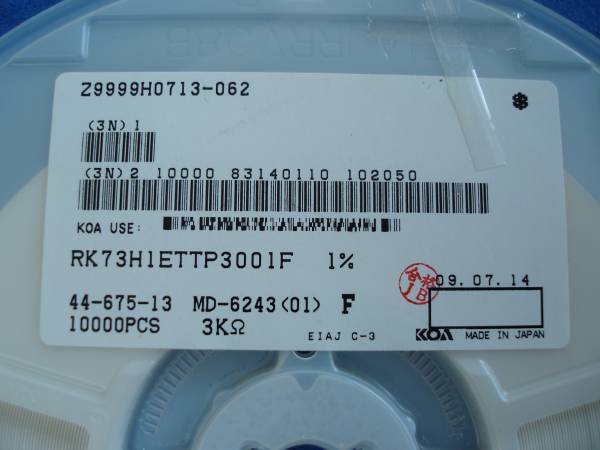 Z9999H0713-062
(3N)1
(3N)2 10000 83140110 102050
KOA USE:
RK73H1ETTP3001F 1%
09.07.14
44-675-13 MD-6243(01) F
10000PCS 3KΩ EIAJ C-3 KOA MADE IN JAPAN